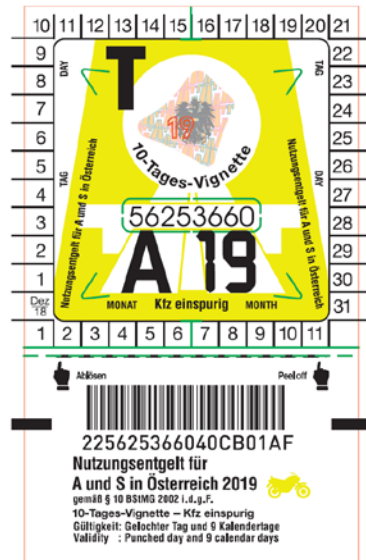 10 11 12 13 14 15 16 17 18 19 20 21
9 DAY T TAG 22
8 23
7 19 24
6 10-Tages-Vignette 25
5 TAG Nutzungsentgelt für A und S in Österreich Nutzungsentgelt für A und S in Österreich DAY 26
4 27
3 56253660 28
2 A 19 29
1 30
Dez 18 MONAT Kfz einspurig MONTH 31
1 2 3 4 5 6 7 8 9 10 11
Ablösen Peel off
225625366040CB01AF
Nutzungsentgelt für
A und S in Österreich 2019
gemäß § 10 BStMG 2002 i.d.g.F.
10-Tages-Vignette – Kfz einspurig
Gültigkeit: Gelochter Tag und 9 Kalendertage
Validity : Punched day and 9 calendar days